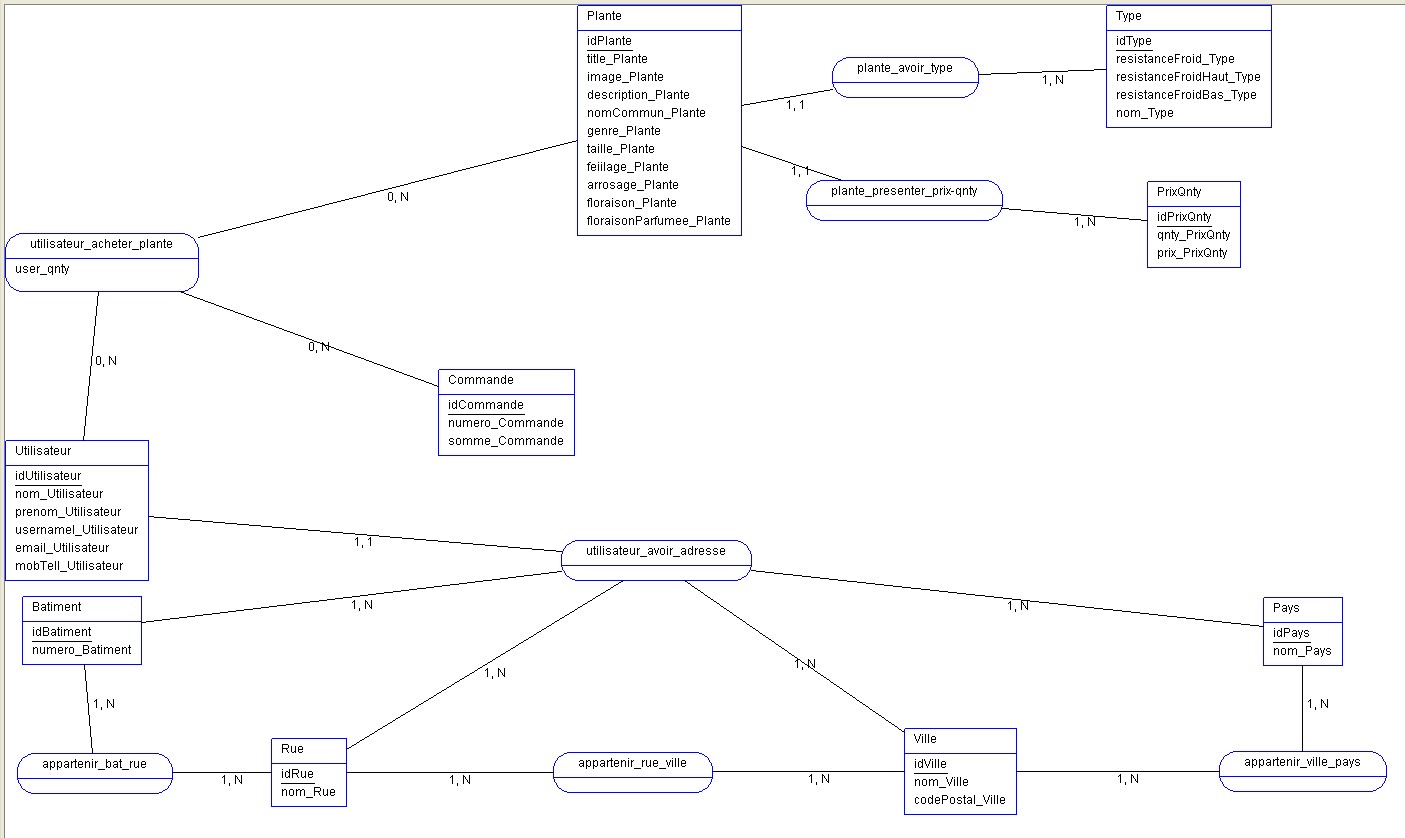 Plante
idPlante
title_Plante
image_Plante
description_Plante
nomCommun_Plante
genre_Plante
taille_Plante
feiilage_Plante
arrosage_Plante
floraison_Plante
floraisonParfumee_Plante
plante_avoir_type
1, 1
1, N
Type
idType
resistanceFroid_Type
resistanceFroidHaut_Type
resistanceFroidBas_Type
nom_Type
1, 1
plante_presenter_prix-qnty
1, N
PrixQnty
idPrixQnty
qnty_PrixQnty
prix_PrixQnty
0, N
utilisateur_acheter_plante
user_qnty
0, N
0, N
Commande
idCommande
numero_Commande
somme_Commande
Utilisateur
idUtilisateur
nom_Utilisateur
prenom_Utilisateur
usernamel_Utilisateur
email_Utilisateur
mobTell_Utilisateur
1, 1
utilisateur_avoir_adresse
1, N
1, N
1, N
1, N
Batiment
idBatiment
numero_Batiment
Pays
idPays
nom_Pays
1, N
1, N
appartenir_bat_rue
1, N
Rue
idRue
nom_Rue
1, N
appartenir_rue_ville
1, N
Ville
idVille
nom_Ville
codePostal_Ville
1, N
appartenir_ville_pays